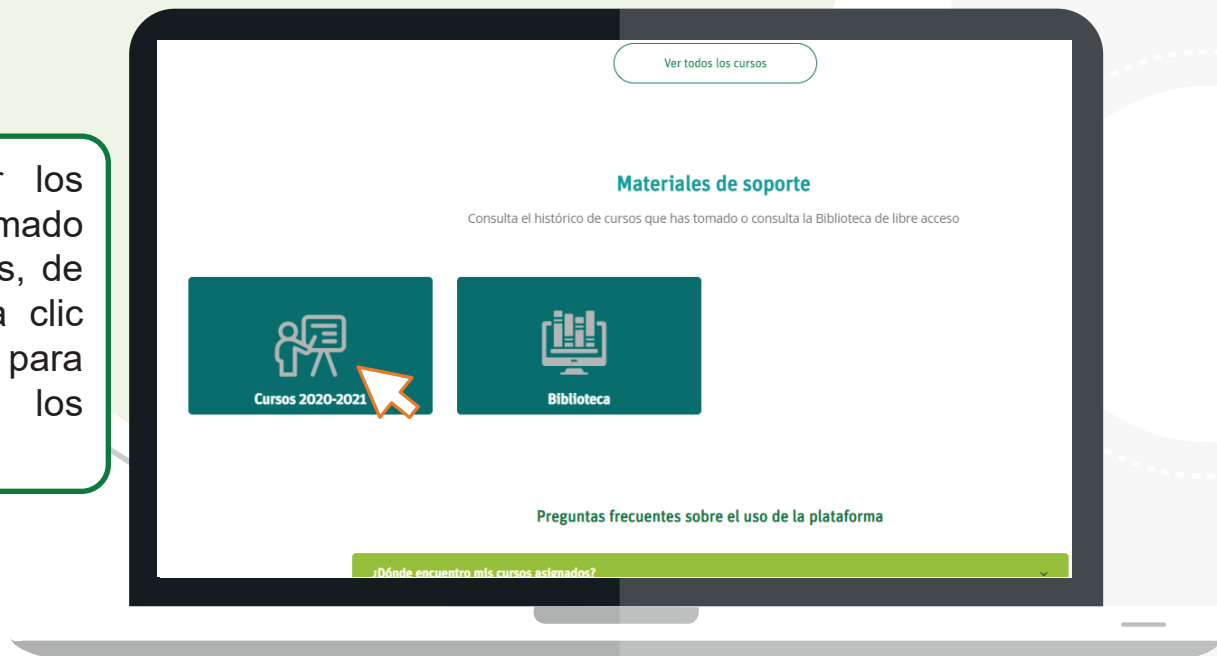 los
mado
s, de
a clic
para
los
Ver todos los cursos
Materiales de soporte
Consulta el histórico de cursos que has tomado o consulta la Biblioteca de libre acceso
Cursos 2020-2021
Biblioteca
Preguntas frecuentes sobre el uso de la plataforma
¿Dónde encuentro mis cursos asignados?